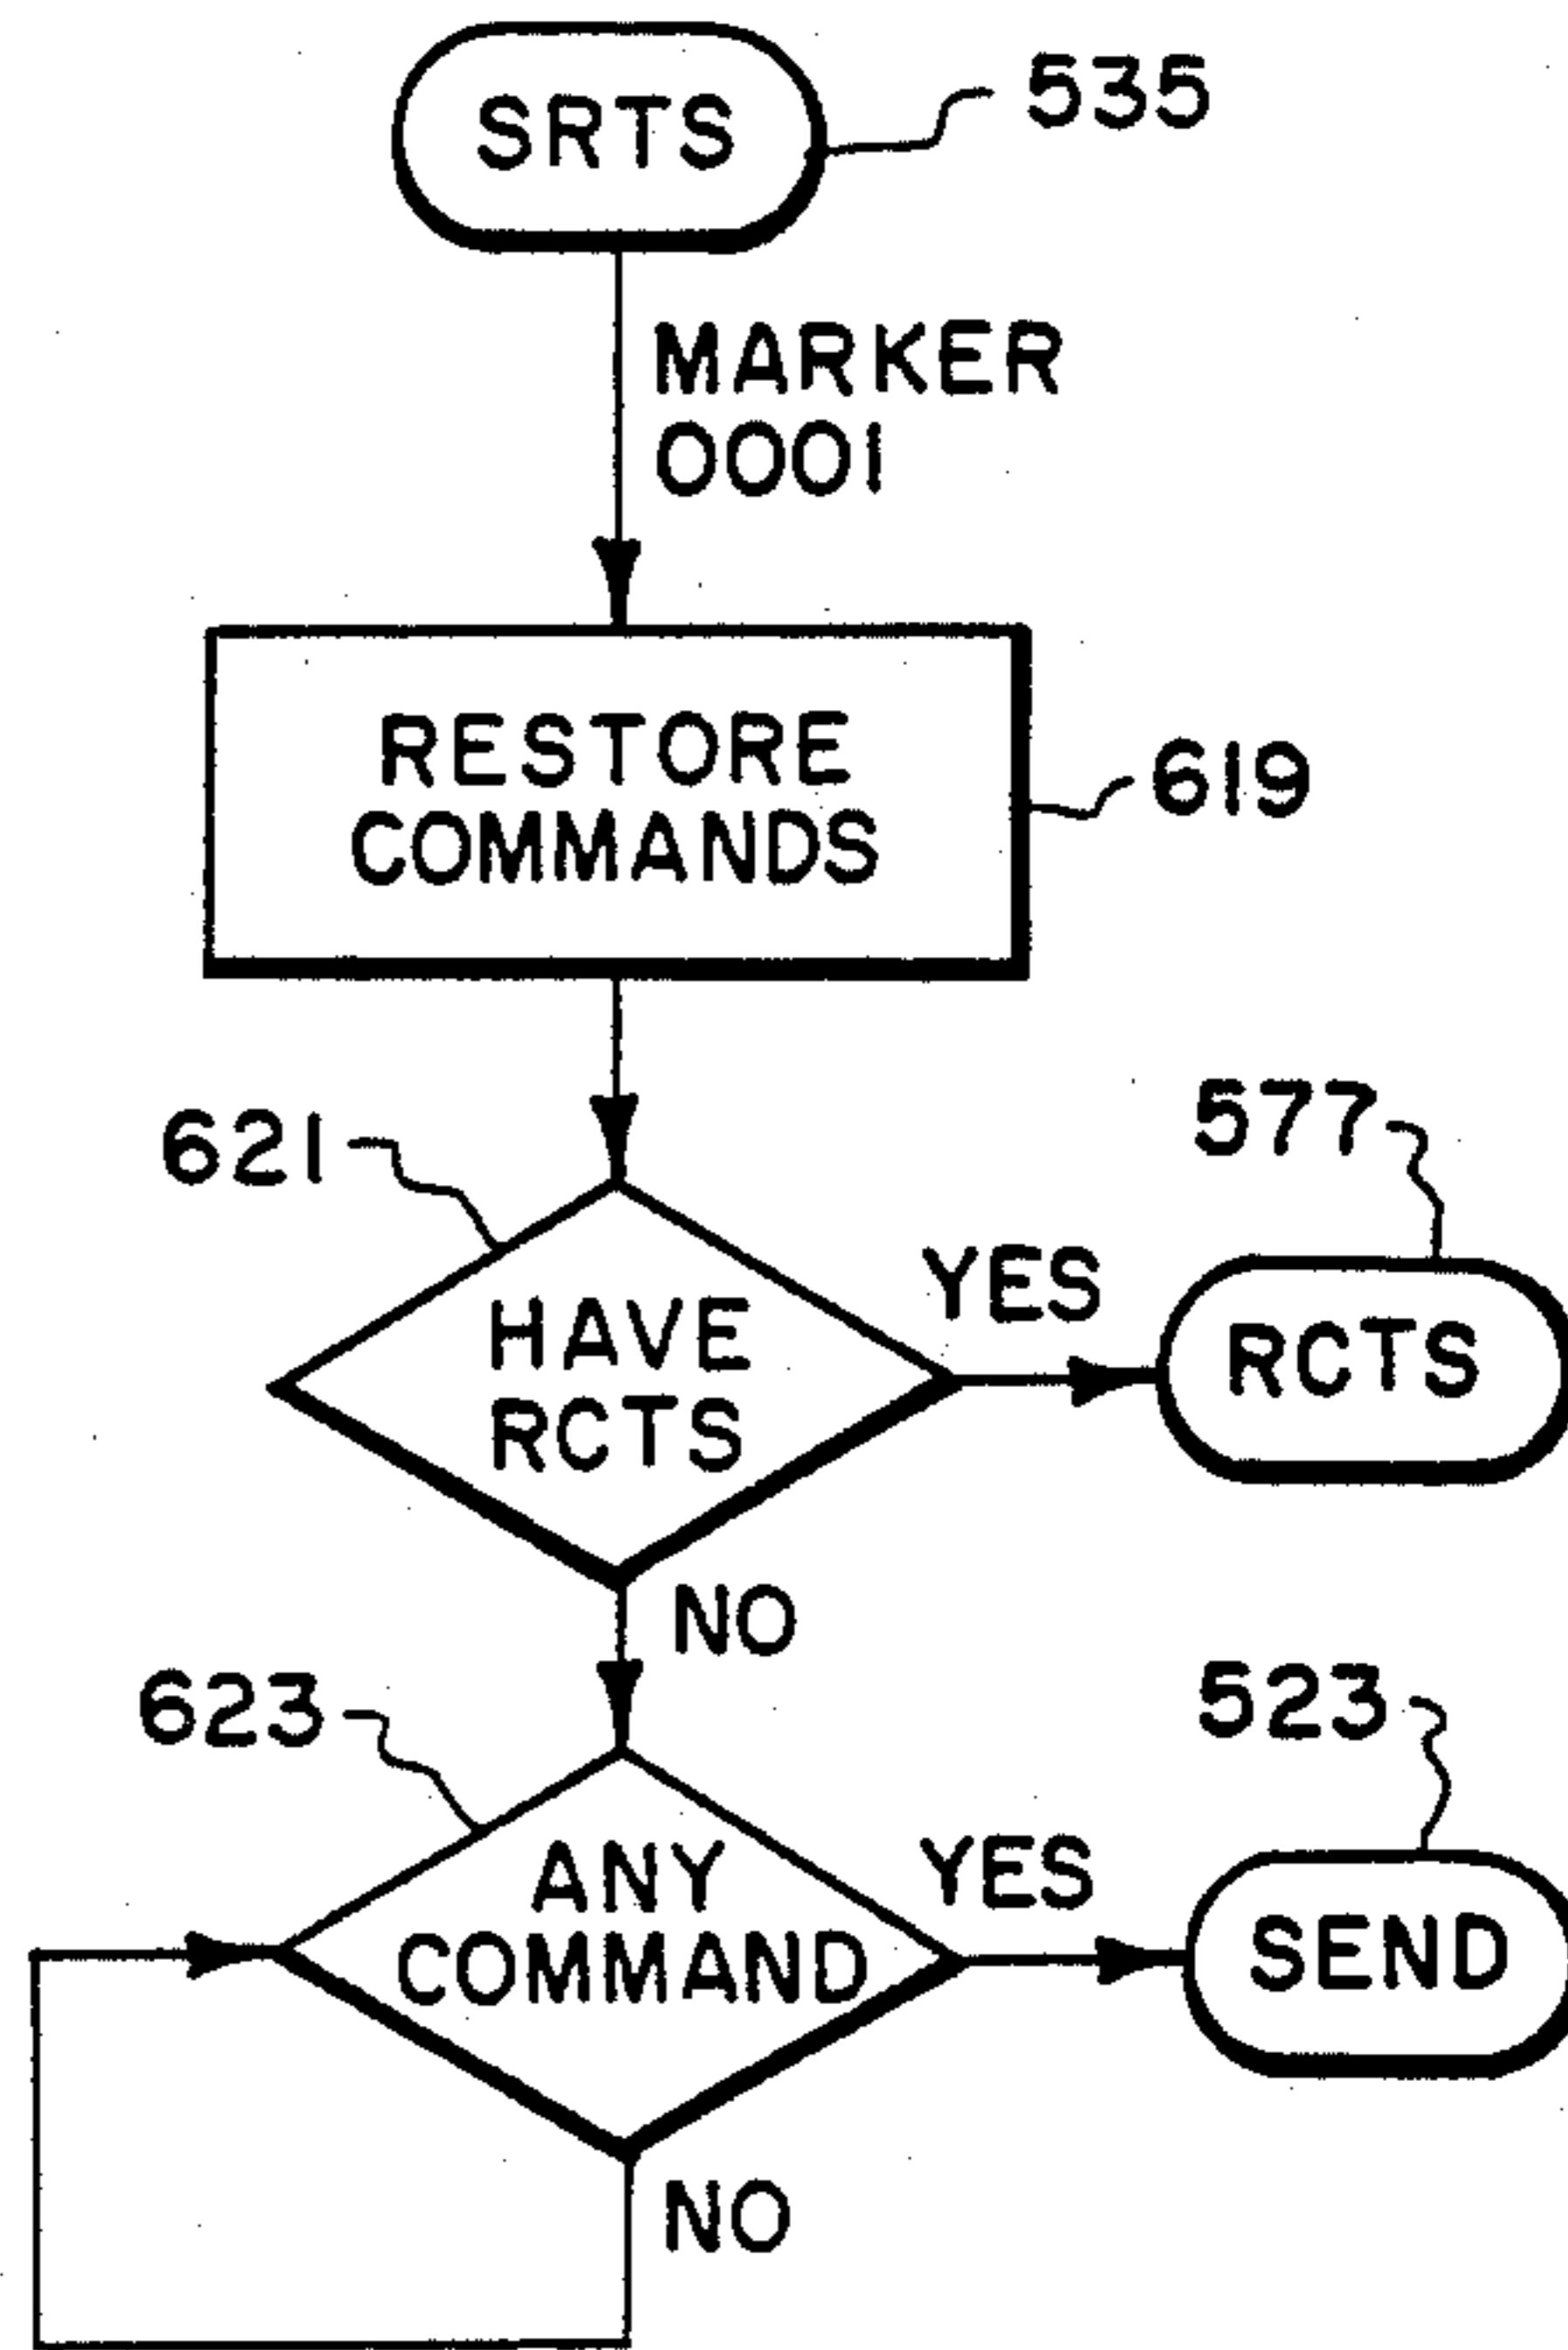 SRTS
535
MARKER
0001
RESTORE
COMMANDS
619
621
577
HAVE
RCTS
YES
RCTS
NO
623
523
ANY
COMMAND
YES
SEND
NO